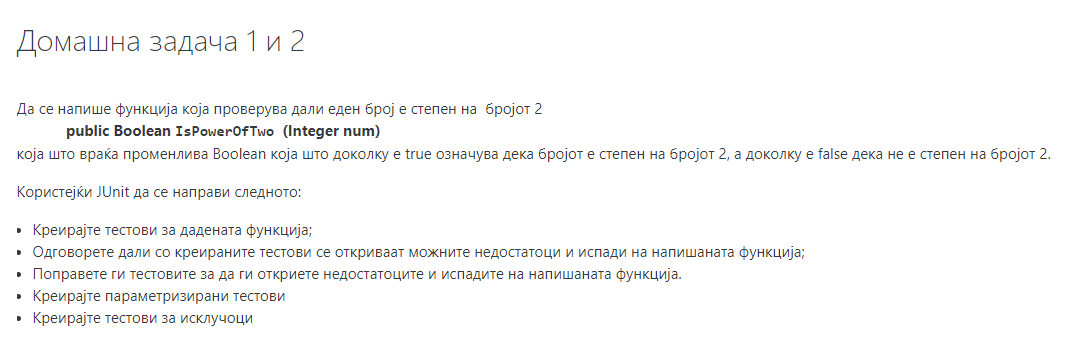 Домашна задача 1 и 2
Да се напише функција која проверува дали еден број е степен на  бројот 2
public Boolean IsPowerOfTwo (Integer num)
која што враќа променлива Boolean која што доколку е true означува дека бројот е степен на бројот 2, а доколку е false дека не е степен на бројот 2.
Користејќи JUnit да се направи следното:
• Креирајте тестови за дадената функција;
• Одговорете дали со креираните тестови се откриваат можните недостатоци и испади на напишаната функција;
• Поправете ги тестовите за да ги откриете недостатоците и испадите на напишаната функција.
• Креирајте параметризирани тестови
• Креирајте тестови за исклучоци